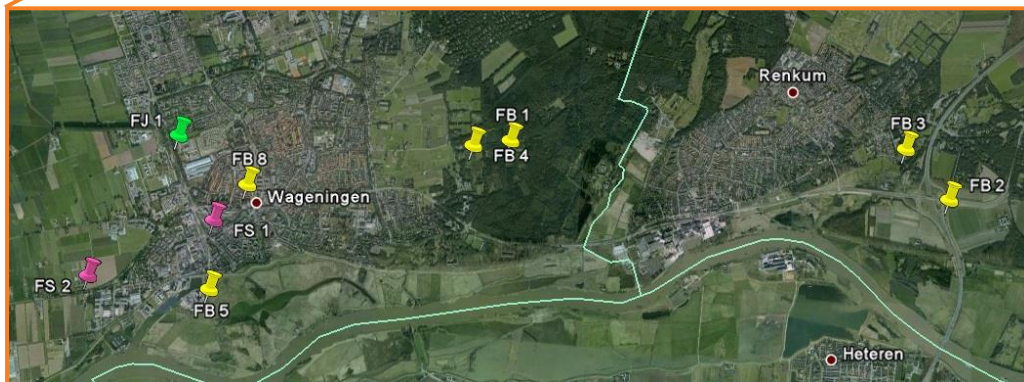 Renkum
FJ 1
FB 1
FB 3
FB 8
FB 4
Wageningen
FB 2
FS 1
FS 2
FB 5
Heteren